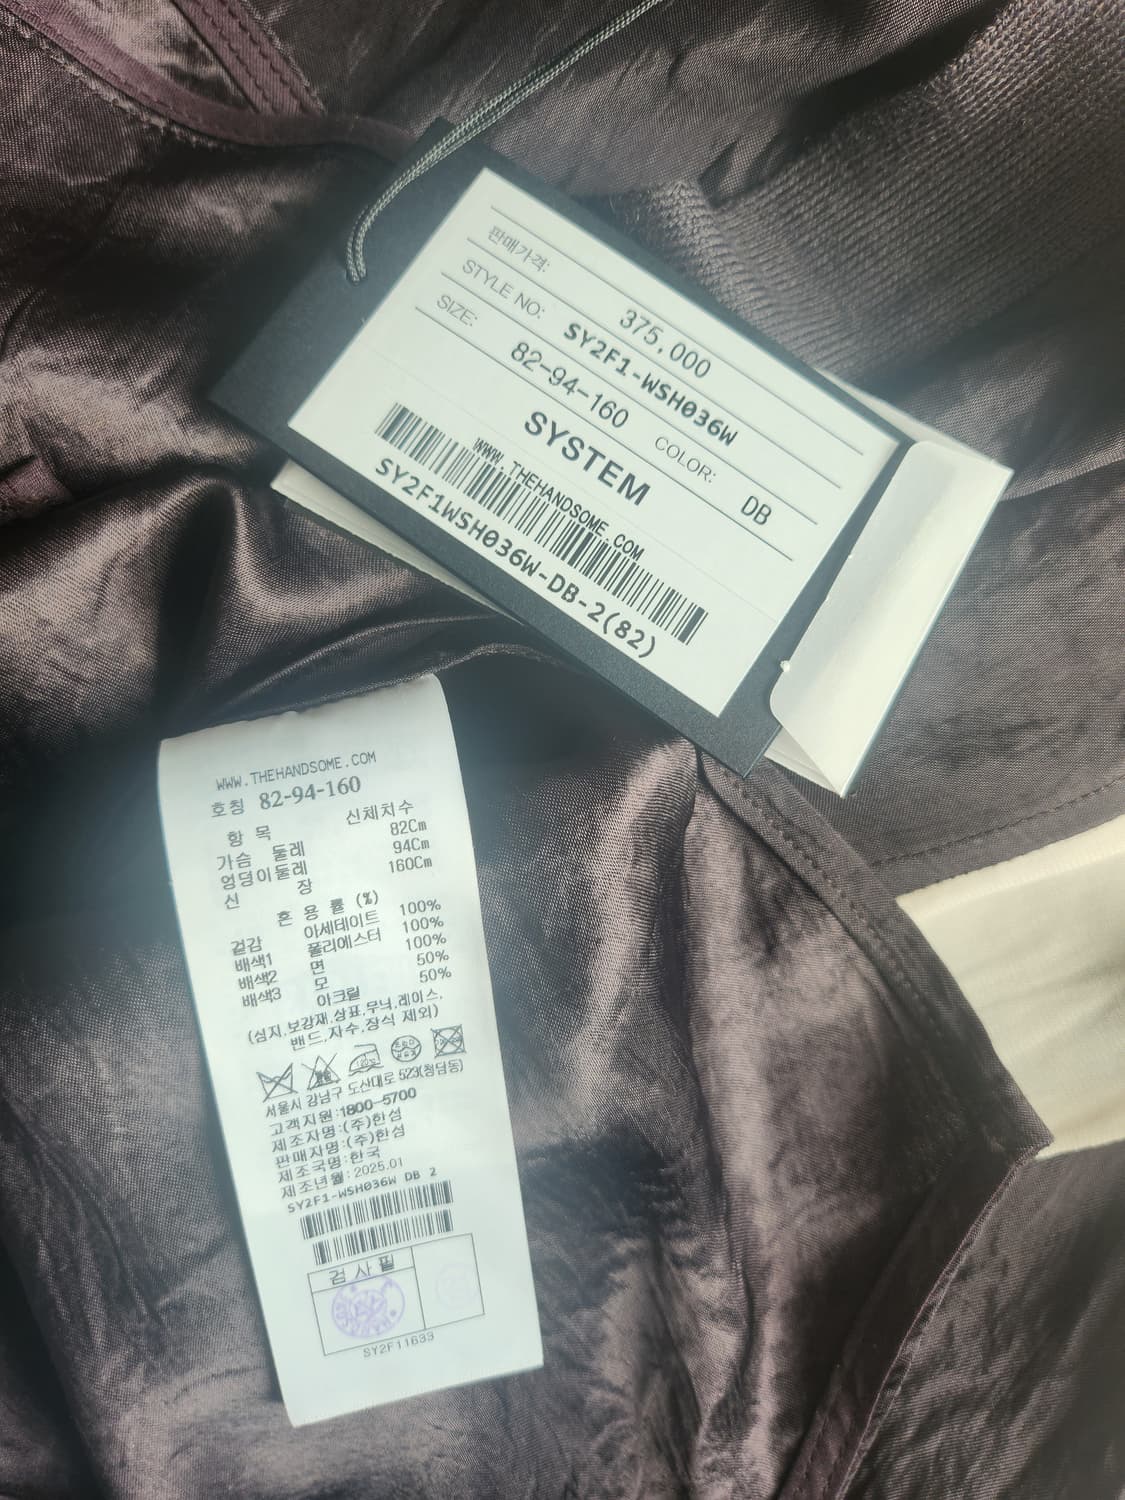 판매가격: 375,000
STYLE NO: SY2F1-WSH036W
SIZE: 82-94-160 COLOR: DB
SYSTEM
WWW.THEHANDSOME.COM
SY2F1WSH036W-DB-2(82)
WWW.THEHANDSOME.COM
호칭 82-94-160
항 목 신체치수
가슴 둘레 82Cm
엉덩이둘레 94Cm
신 장 160Cm
혼 용 률 (%)
겉감 아세테이트 100%
배색1 폴리에스터 100%
배색2 면 100%
배색3 모 50%
아크릴 50%
(심지,보강재,상표,무늬,레이스,
밴드,자수,장식 제외)
서울시 강남구 도산대로 523(청담동)
고객지원:1800-5700
제조자명:(주)한섬
판매자명:(주)한섬
제조국명:한국
제조년월:2025.01
SY2F1-WSH036W DB 2
검 사 필
SY2F11633